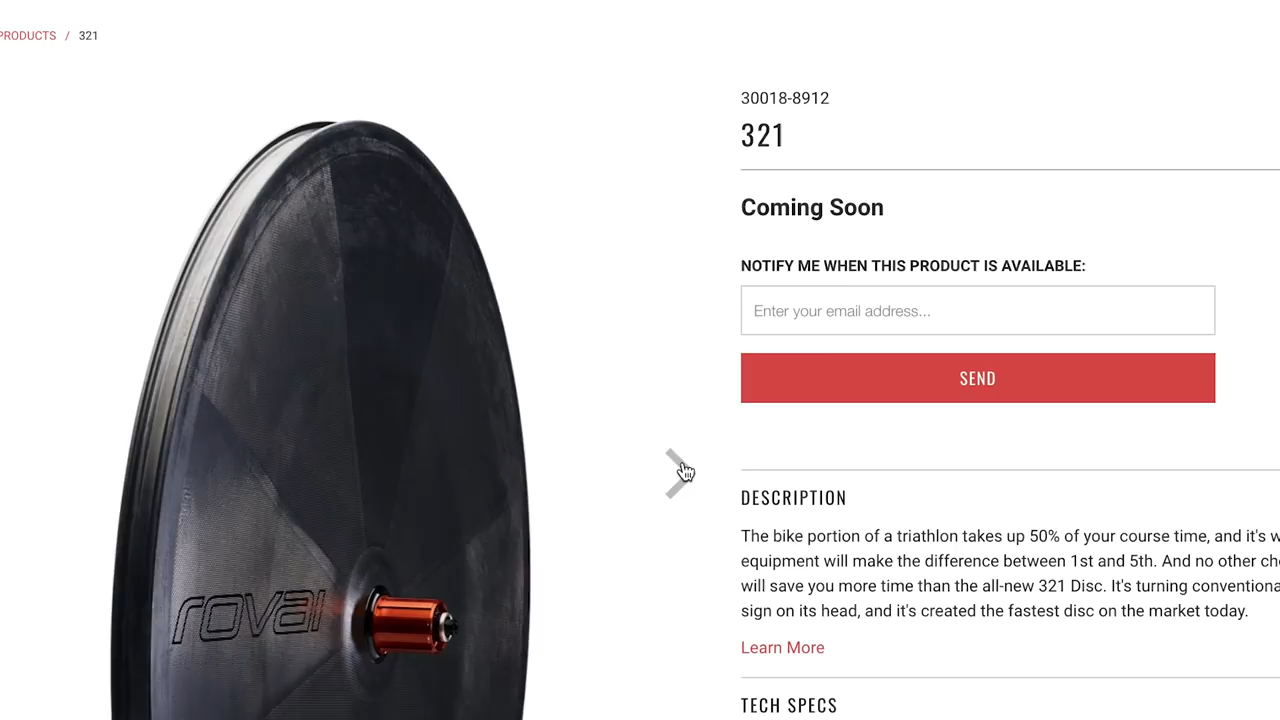 PRODUCTS / 321
30018-8912
321
Coming Soon
NOTIFY ME WHEN THIS PRODUCT IS AVAILABLE:
Enter your email address...
SEND
roval
DESCRIPTION
The bike portion of a triathlon takes up 50% of your course time, and it's w
equipment will make the difference between 1st and 5th. And no other ch
will save you more time than the all-new 321 Disc. It's turning conventiona
sign on its head, and it's created the fastest disc on the market today.
Learn More
TECH SPECS